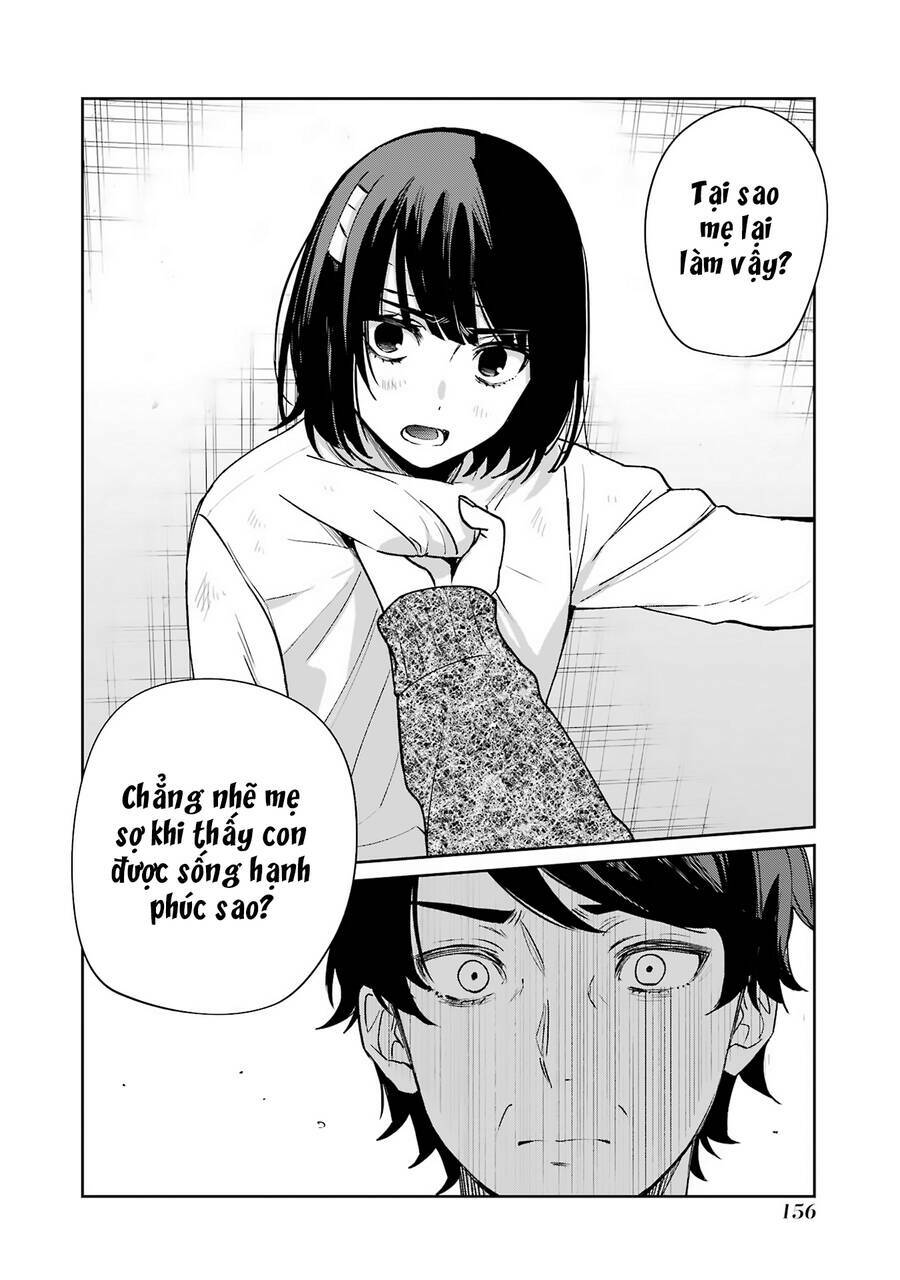 Tại sao
mẹ lại
làm vậy?
Chẳng nhẽ mẹ
sợ khi thấy con
được sống hạnh
phúc sao?
156